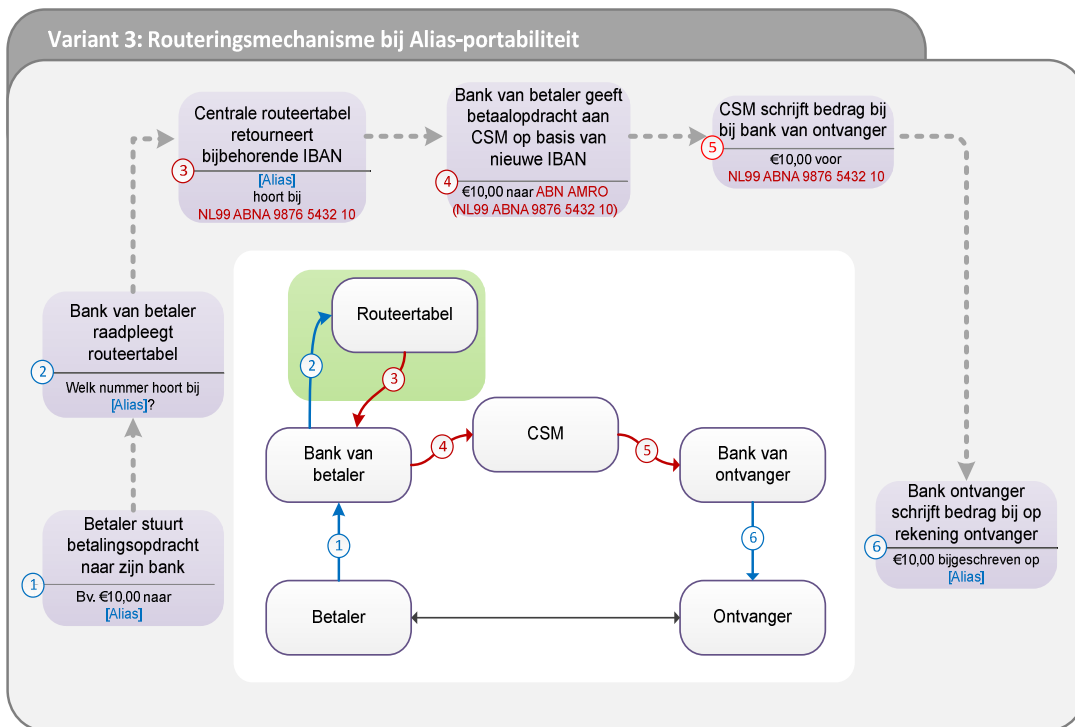 Variant 3: Routeringsmechanisme bij Alias-portabiliteit
Betaler stuurt
betalingsopdracht
naar zijn bank
1
Bv. €10,00 naar
[Alias]
Bank van betaler
raadpleegt
routeertabel
2
Welk nummer hoort bij
[Alias]?
Centrale routeertabel
retourneert
bijbehorende IBAN
3
[Alias]
hoort bij
NL99 ABNA 9876 5432 10
Bank van betaler geeft
betaalopdracht aan
CSM op basis van
nieuwe IBAN
4
€10,00 naar ABN AMRO
(NL99 ABNA 9876 5432 10)
CSM schrijft bedrag bij
bij bank van ontvanger
5
€10,00 voor
NL99 ABNA 9876 5432 10
Bank ontvanger
schrijft bedrag bij op
rekening ontvanger
6
€10,00 bijgeschreven op
[Alias]
Routeertabel
2
3
Bank van
betaler
4
CSM
5
Bank van
ontvanger
1
6
Betaler
Ontvanger